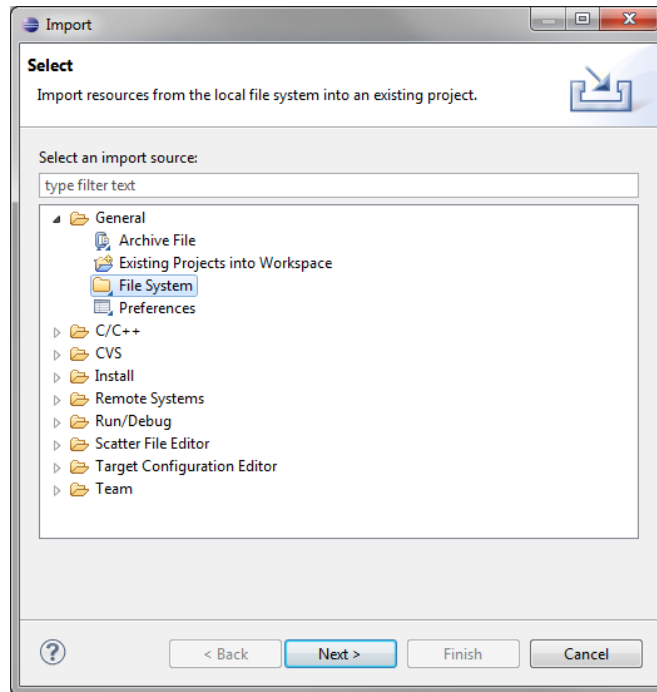 Import
Select
Import resources from the local file system into an existing project.
Select an import source:
type filter text
General
Archive File
Existing Projects into Workspace
File System
Preferences
C/C++
CVS
Install
Remote Systems
Run/Debug
Scatter File Editor
Target Configuration Editor
Team
? < Back Next > Finish Cancel